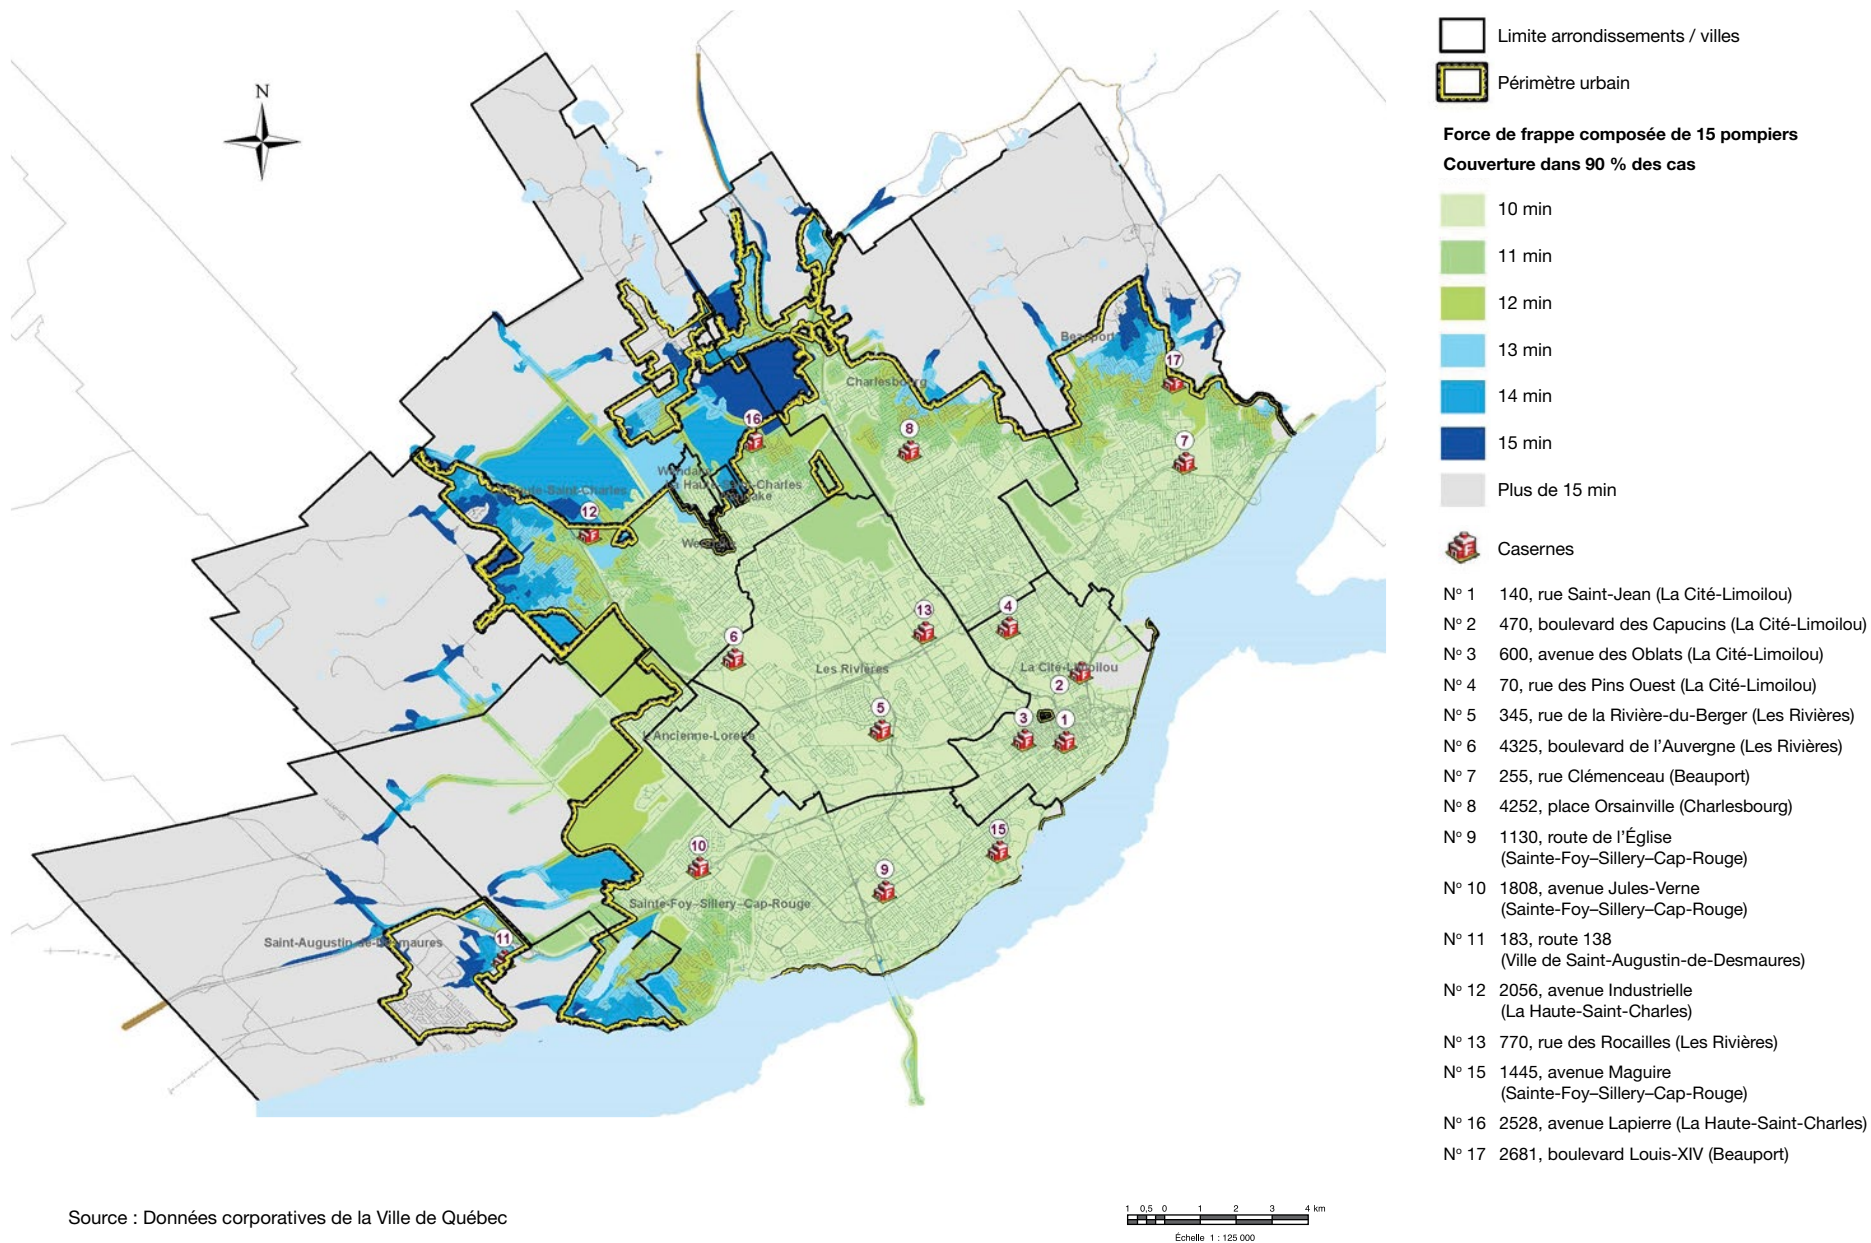 N
Limite arrondissements / villes
Périmètre urbain
Force de frappe composée de 15 pompiers
Couverture dans 90 % des cas
10 min
11 min
12 min
13 min
14 min
15 min
Plus de 15 min
Casernes
Nº 1 140, rue Saint-Jean (La Cité-Limoilou)
Nº 2 470, boulevard des Capucins (La Cité-Limoilou)
Nº 3 600, avenue des Oblats (La Cité-Limoilou)
Nº 4 70, rue des Pins Ouest (La Cité-Limoilou)
Nº 5 345, rue de la Rivière-du-Berger (Les Rivières)
Nº 6 4325, boulevard de l'Auvergne (Les Rivières)
Nº 7 255, rue Clémenceau (Beauport)
Nº 8 4252, place Orsainville (Charlesbourg)
Nº 9 1130, route de l'Église
(Sainte-Foy–Sillery–Cap-Rouge)
Nº 10 1808, avenue Jules-Verne
(Sainte-Foy–Sillery–Cap-Rouge)
Nº 11 183, route 138
(Ville de Saint-Augustin-de-Desmaures)
Nº 12 2056, avenue Industrielle
(La Haute-Saint-Charles)
Nº 13 770, rue des Rocailles (Les Rivières)
Nº 15 1445, avenue Maguire
(Sainte-Foy–Sillery–Cap-Rouge)
Nº 16 2528, avenue Lapierre (La Haute-Saint-Charles)
Nº 17 2681, boulevard Louis-XIV (Beauport)
Beauport
17
Charlesbourg
16
8
7
Wendake
La Haute-Saint-Charles
Haute-Saint-Charles
12
13
4
6
Les Rivières
La Cité-Limoilou
2
5
3
1
L'Ancienne-Lorette
15
10
9
Sainte-Foy–Sillery–Cap-Rouge
11
Saint-Augustin-de-Desmaures
Source : Données corporatives de la Ville de Québec
1 0,5 0 1 2 3 4 km
Échelle 1 : 125 000